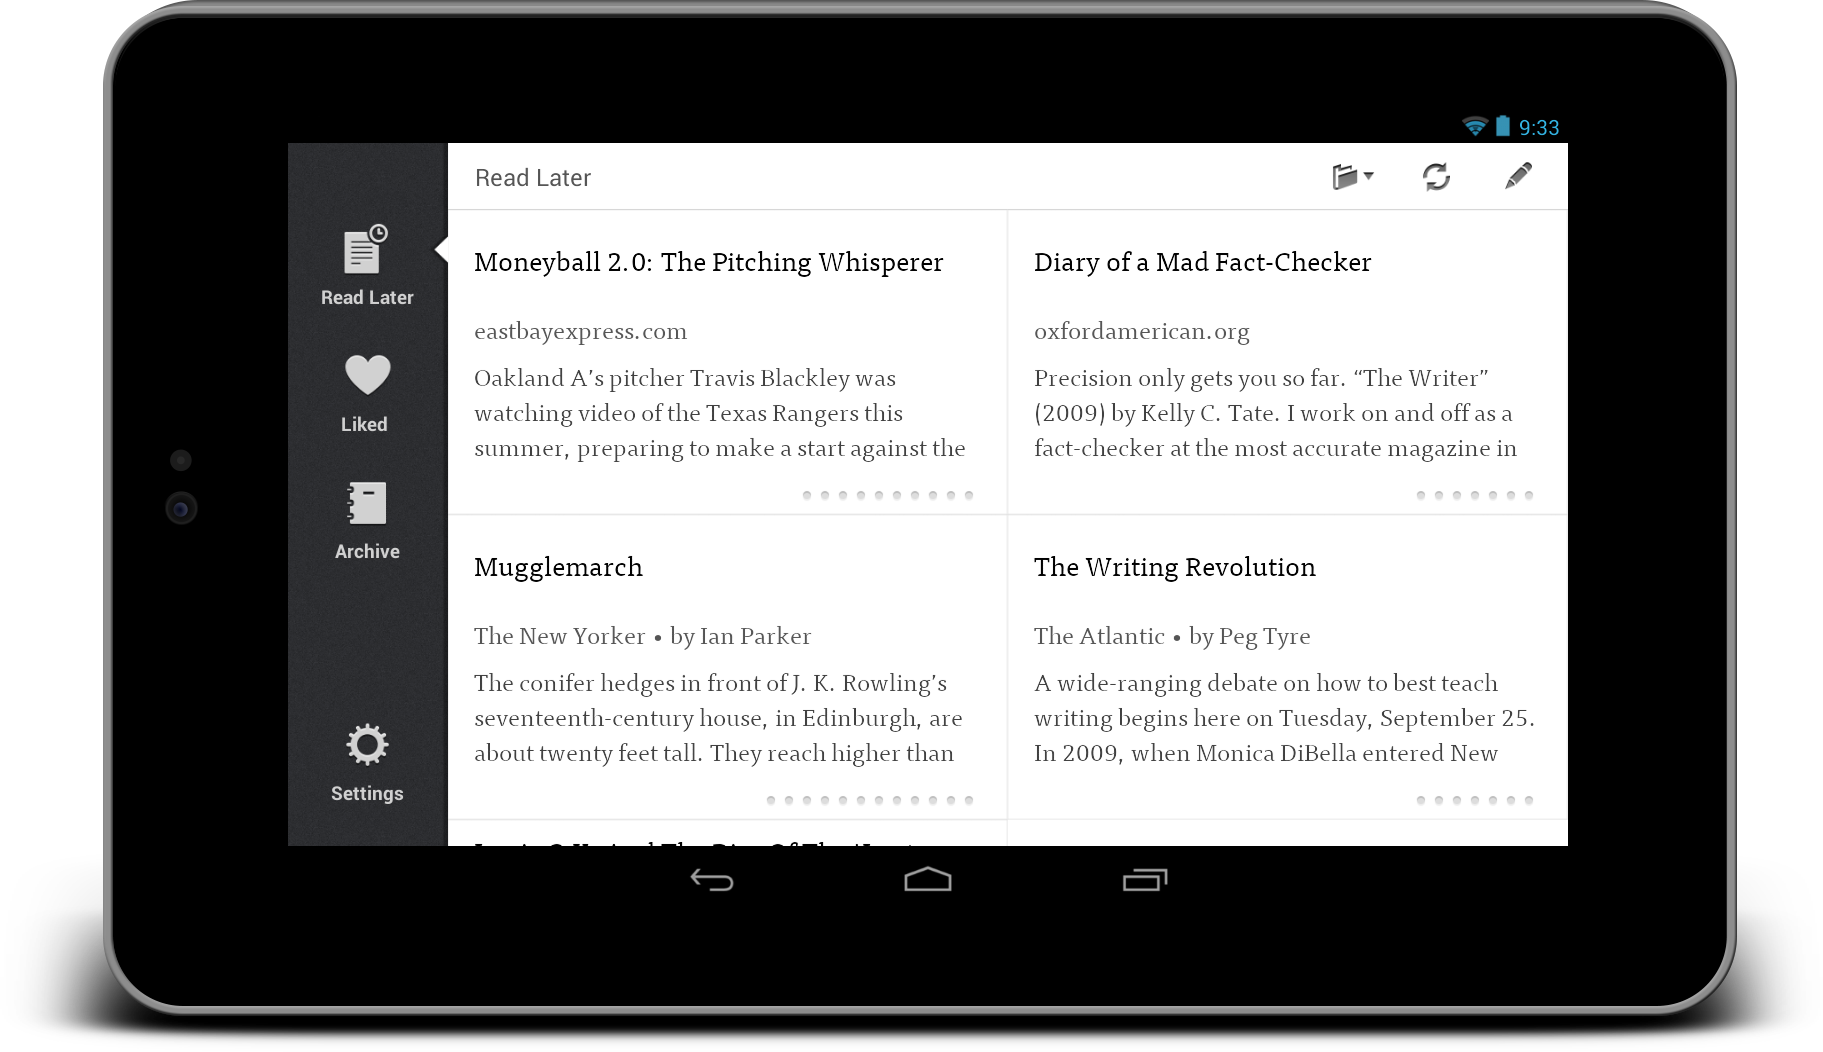 9:33
Read Later
Read Later
Liked
Archive
Settings
Moneyball 2.0: The Pitching Whisperer
eastbayexpress.com
Oakland A’s pitcher Travis Blackley was
watching video of the Texas Rangers this
summer, preparing to make a start against the
Diary of a Mad Fact-Checker
oxfordamerican.org
Precision only gets you so far. “The Writer”
(2009) by Kelly C. Tate. I work on and off as a
fact-checker at the most accurate magazine in
Mugglemarch
The New Yorker • by Ian Parker
The conifer hedges in front of J. K. Rowling’s
seventeenth-century house, in Edinburgh, are
about twenty feet tall. They reach higher than
The Writing Revolution
The Atlantic • by Peg Tyre
A wide-ranging debate on how to best teach
writing begins here on Tuesday, September 25.
In 2009, when Monica DiBella entered New